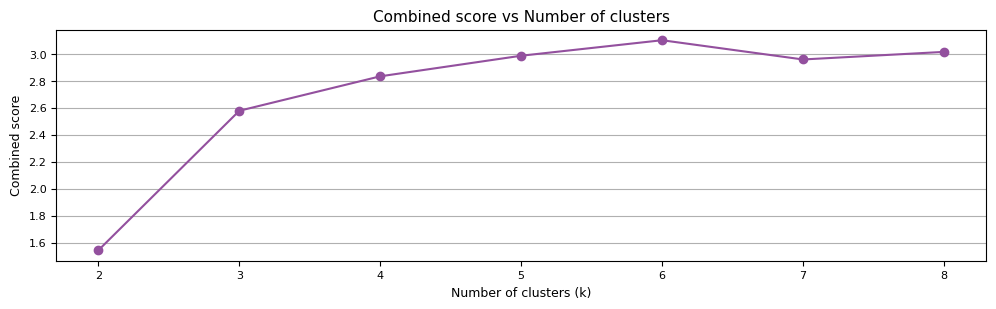 Combined score vs Number of clusters
Combined score
3.0
2.8
2.6
2.4
2.2
2.0
1.8
1.6
2 3 4 5 6 7 8
Number of clusters (k)